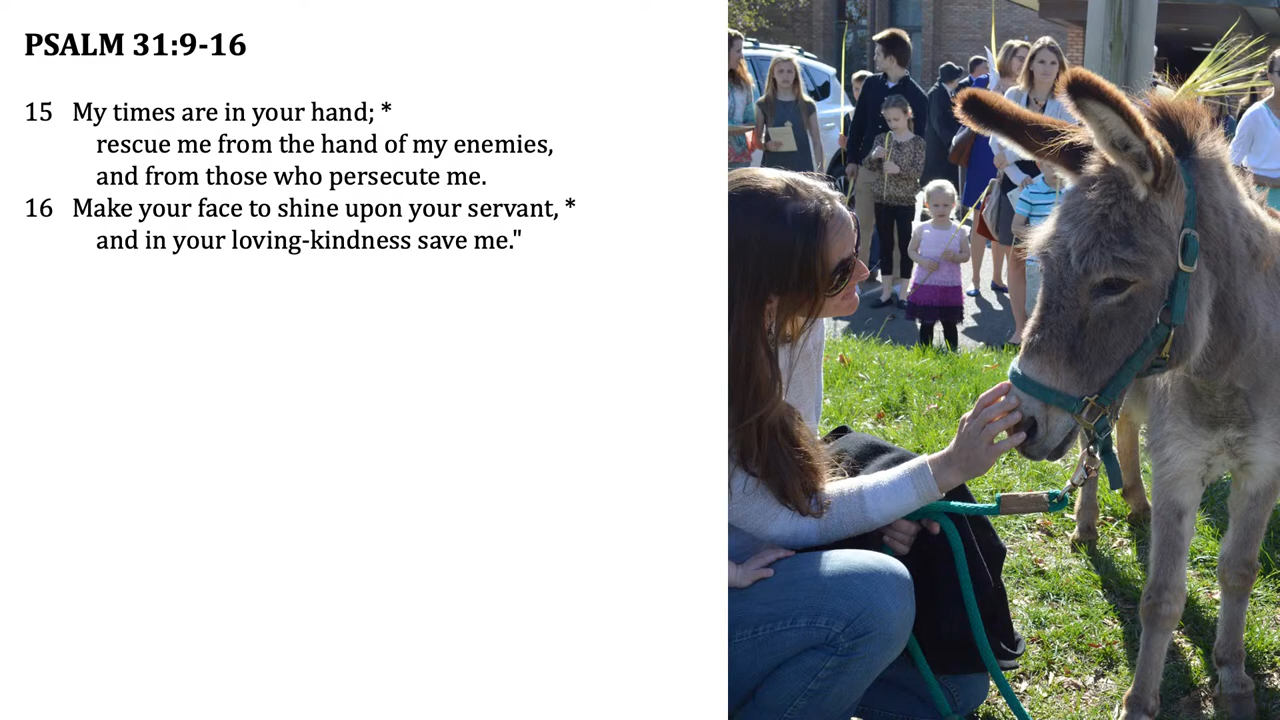 PSALM 31:9-16
15 My times are in your hand; *
rescue me from the hand of my enemies,
and from those who persecute me.
16 Make your face to shine upon your servant, *
and in your loving-kindness save me."